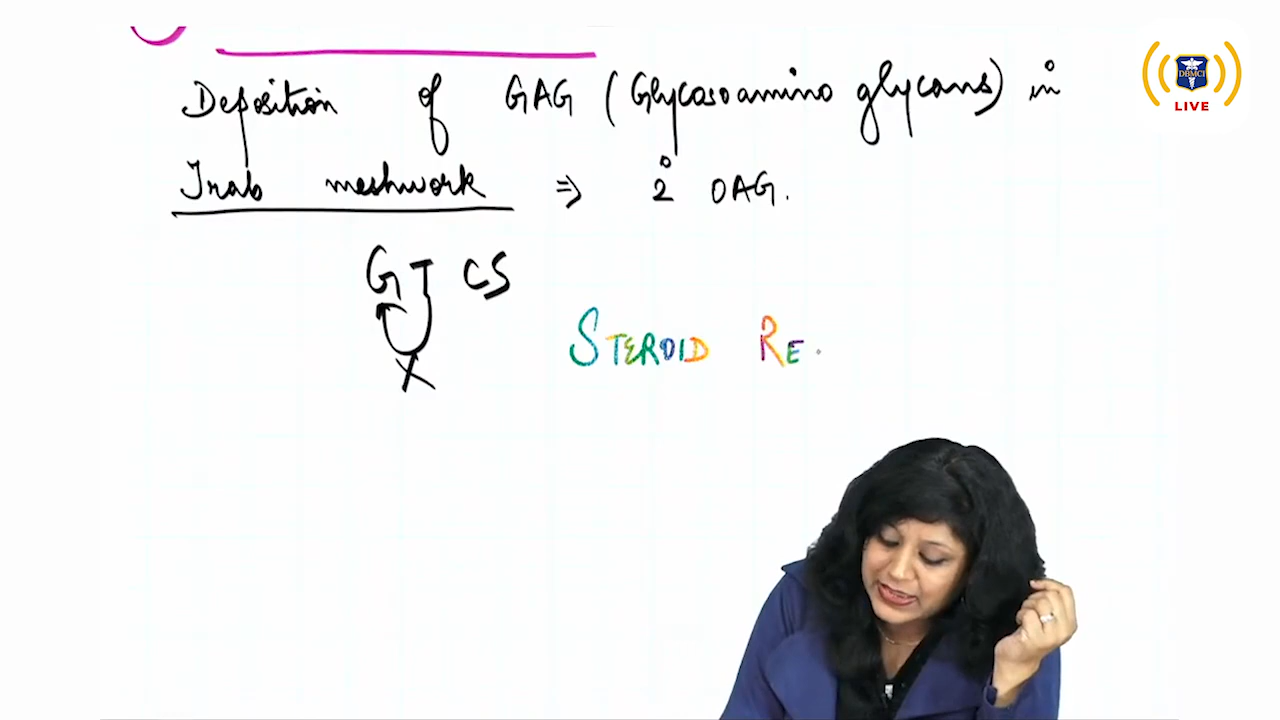 Deposition of GAG (Glycosoamino glycans) in
Trab meshwork ⇒ 2° OAG.
G T CS
X
STEROID RE
DBMCI
LIVE